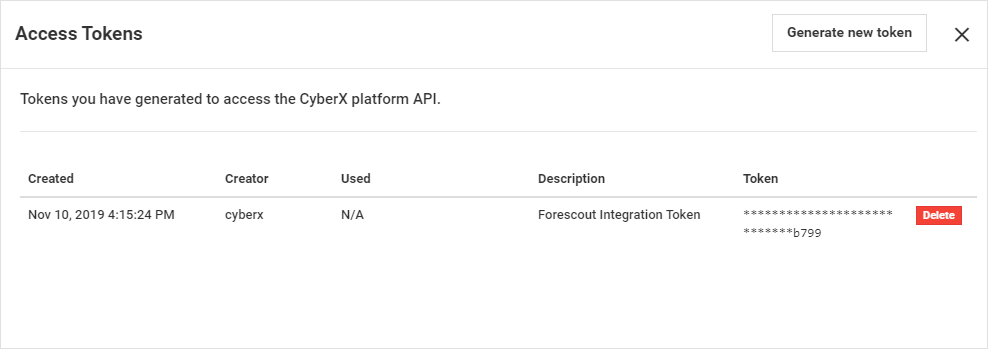 Access Tokens
Generate new token
Tokens you have generated to access the CyberX platform API.
Created Creator Used Description Token
Nov 10, 2019 4:15:24 PM cyberx N/A Forescout Integration Token *********************
*******b799
Delete